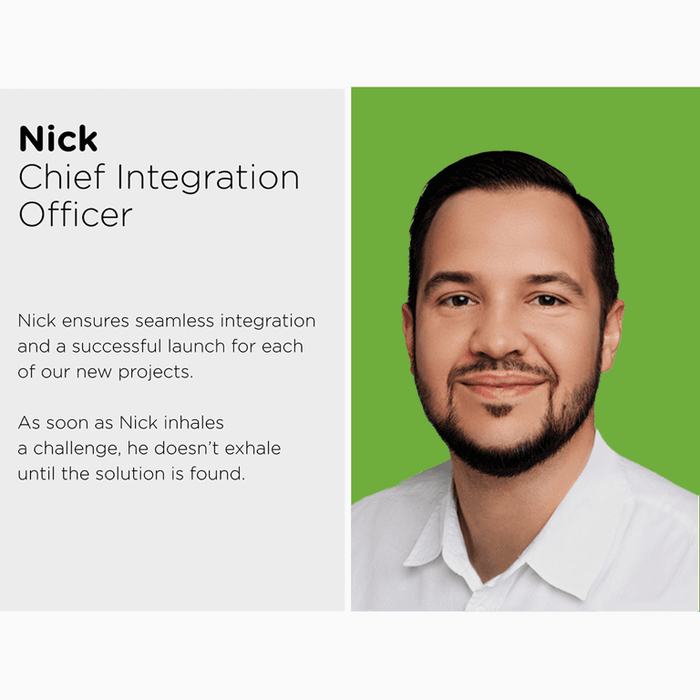 Nick
Chief Integration
Officer
Nick ensures seamless integration
and a successful launch for each
of our new projects.
As soon as Nick inhales
a challenge, he doesn’t exhale
until the solution is found.